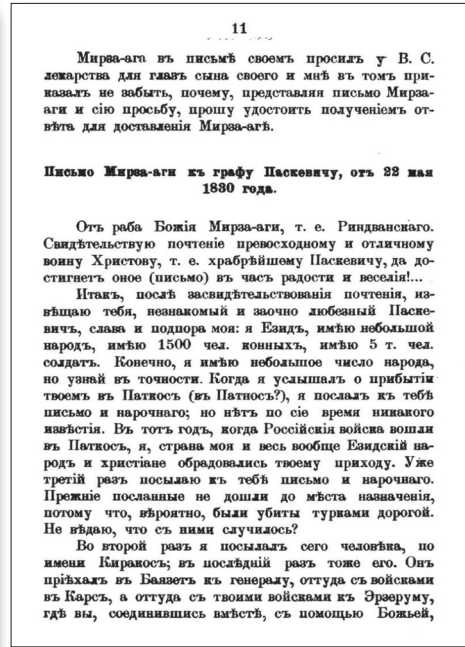 11
Мирза-ага въ письмѣ своемъ просилъ у В. С.
лекарства для глазъ сына своего и мнѣ въ томъ при-
казалъ не забыть, почему, представляя письмо Мирза-
аги и сію просьбу, прошу удостоить полученіемъ от-
вѣта для доставленія Мирза-агѣ.
Письмо Мирза-аги къ графу Паскевичу, отъ 22 мая
1830 года.
Отъ раба Божія Мирза-аги, т. е. Риндванскаго.
Свидѣтельствую почтеніе превосходному и отличному
воину Христову, т. е. храбрѣйшему Паскевичу, да до-
стигнетъ оное (письмо) въ часъ радости и веселія!...
Итакъ, послѣ засвидѣтельствованія почтенія, из-
вѣщаю тебя, незнакомый и заочно любезный Паске-
вичъ, слава и подпора моя: я Езидъ, имѣю небольшой
народъ, имѣю 1500 чел. конныхъ, имѣю 5 т. чел.
солдатъ. Конечно, я имѣю небольшое число народа,
но узнай въ точности. Когда я услышалъ о прибытіи
твоемъ въ Паткосъ (въ Патносъ?), я послалъ къ тебѣ
письмо и нарочнаго; но нѣтъ по сіе время никакого
извѣстія. Въ тотъ годъ, когда Россійскія войска вошли
въ Паткосъ, я, страна моя и весь вообще Езидскій на-
родъ и христіане обрадовались твоему приходу. Уже
третій разъ посылаю къ тебѣ письмо и нарочнаго.
Прежніе посланные не дошли до мѣста назначенія,
потому что, вѣроятно, были убиты турками дорогой.
Не вѣдаю, что съ ними случилось?
Во второй разъ я посылалъ сего человѣка, по
имени Киракосъ; въ послѣдній разъ тоже его. Онъ
пріѣхалъ въ Баязетъ къ генералу, оттуда съ войсками
въ Карсъ, а оттуда съ твоими войсками къ Эрзеруму,
гдѣ вы, соединившись вмѣстѣ, съ помощью Божьей,